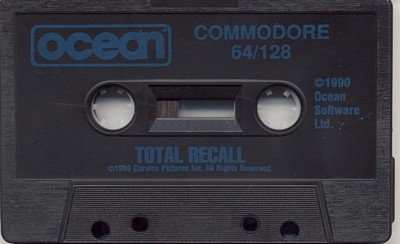 ocean
COMMODORE
64/128
©1990
Ocean
Software
Ltd.
TOTAL RECALL
©1990 Carolco Pictures Inc. All Rights Reserved.